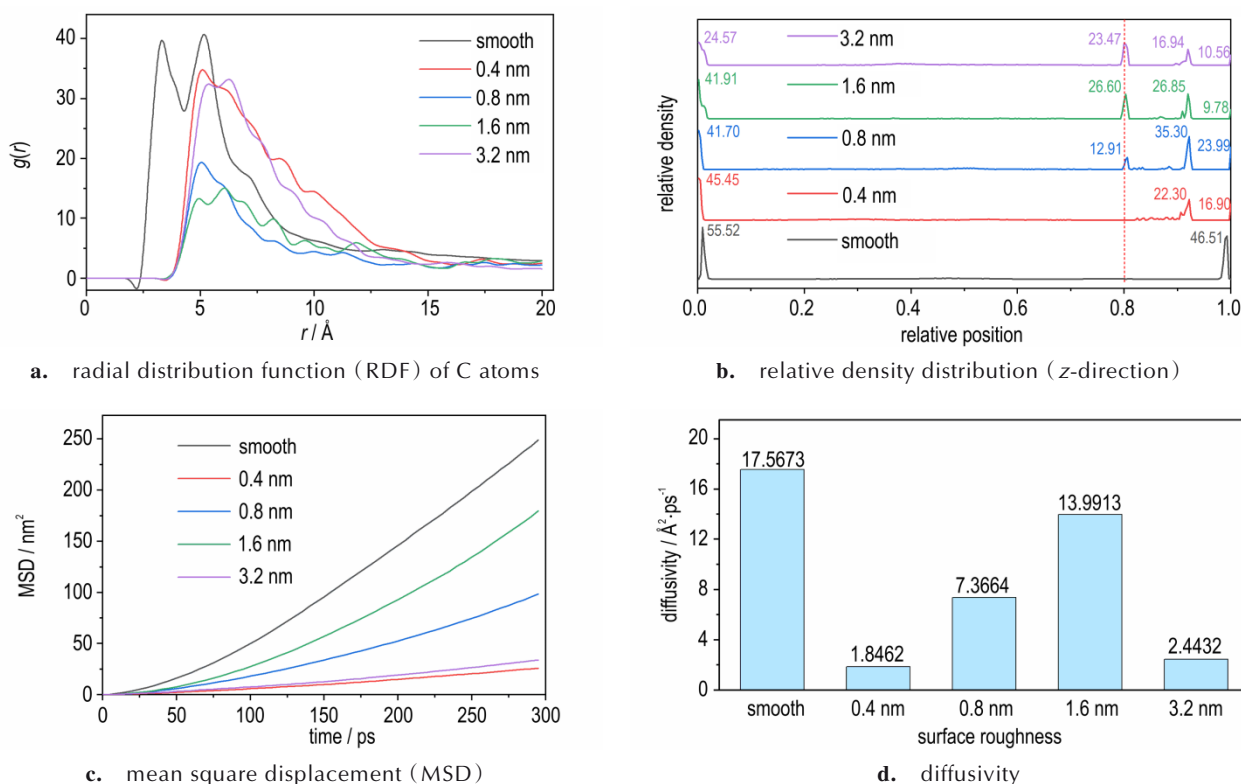 40
30
20
10
0
g(r)
smooth
0.4 nm
0.8 nm
1.6 nm
3.2 nm
0 5 10 15 20
r / Å
a. radial distribution function (RDF) of C atoms
relative density
24.57 3.2 nm 23.47 16.94 10.56
41.91 1.6 nm 26.60 26.85 9.78
41.70 0.8 nm 12.91 35.30 23.99
45.45 0.4 nm 22.30 16.90
55.52 smooth 46.51
0.0 0.2 0.4 0.6 0.8 1.0
relative position
b. relative density distribution (z-direction)
250
200
150
100
50
0
MSD / nm²
smooth
0.4 nm
0.8 nm
1.6 nm
3.2 nm
0 50 100 150 200 250 300
time / ps
c. mean square displacement (MSD)
20
16
12
8
4
0
diffusivity / Å²·ps⁻¹
17.5673
1.8462
7.3664
13.9913
2.4432
smooth 0.4 nm 0.8 nm 1.6 nm 3.2 nm
surface roughness
d. diffusivity